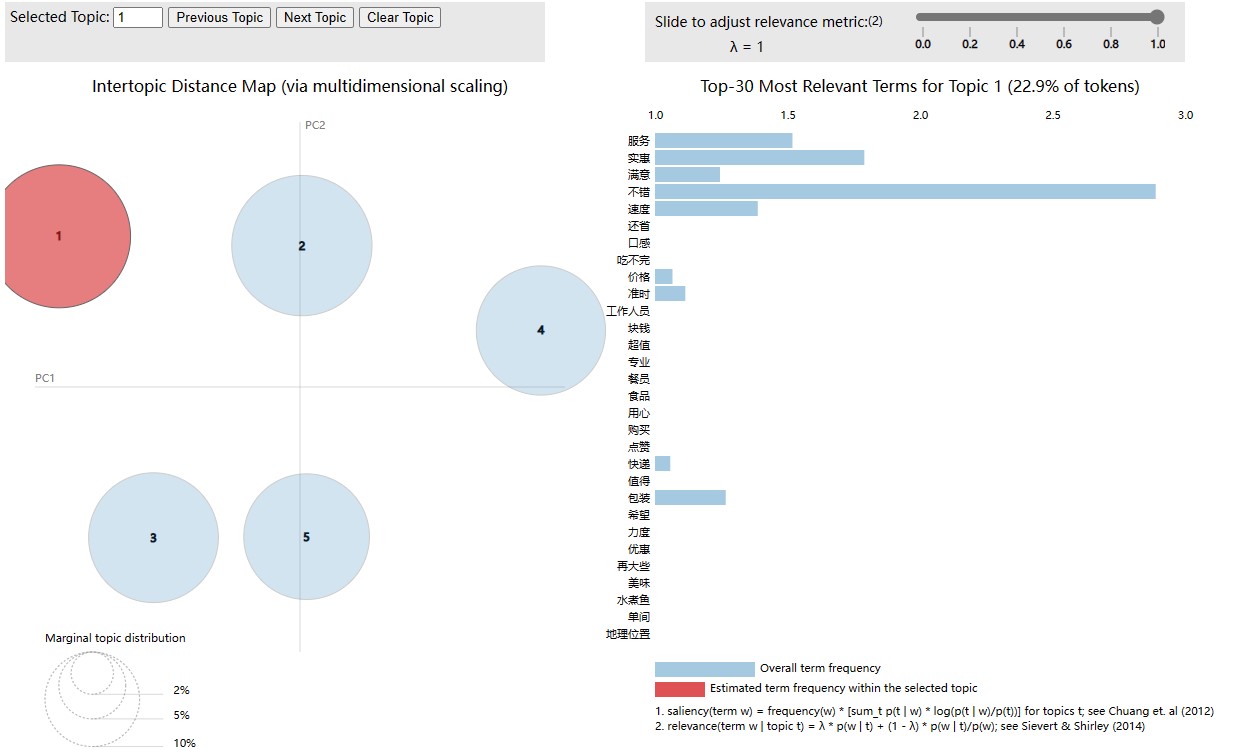 Selected Topic: 1 Previous Topic Next Topic Clear Topic
Slide to adjust relevance metric:(2)
λ = 1
0.0 0.2 0.4 0.6 0.8 1.0
Intertopic Distance Map (via multidimensional scaling)
PC2
PC1
1
2
4
3
5
Marginal topic distribution
2%
5%
10%
Top-30 Most Relevant Terms for Topic 1 (22.9% of tokens)
1.0 1.5 2.0 2.5 3.0
服务
实惠
满意
不错
速度
还省
口感
吃不完
价格
准时
工作人员
块钱
超值
专业
餐员
食品
用心
购买
点赞
快递
值得
包装
希望
力度
优惠
再大些
美味
水煮鱼
单间
地理位置
Overall term frequency
Estimated term frequency within the selected topic
1. saliency(term w) = frequency(w) * [sum_t p(t | w) * log(p(t | w)/p(t))] for topics t; see Chuang et. al (2012)
2. relevance(term w | topic t) = λ * p(w | t) + (1 - λ) * p(w | t)/p(w); see Sievert & Shirley (2014)